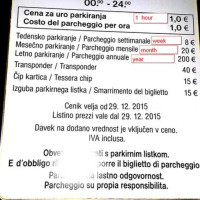 00.00 - 24.00
Cena za uro parkiranja 1 hour 1,0 €
Costo del parcheggio per ora 1,0 €
Tedensko parkiranje / Parcheggio settimanale week 8 €
Mesečno parkiranje / Parcheggio mensile month 20 €
Letno parkiranje / Parcheggio annuale year 200 €
Transponder / Transponder 40 €
Čip kartica / Tessera chip 15 €
Izguba parkirnega listka / Smarrimento del biglietto 15 €
Cenik velja od 29. 12. 2015
Listino prezzi vale dal 29. 12. 2015
Davek na dodano vrednost je vključen v ceno.
IVA inclusa.
s parkirnim listkom.
E d'obbligo il biglietto di parcheggio
lastno odgovornost.
Parcheggio su propria responsabilita.